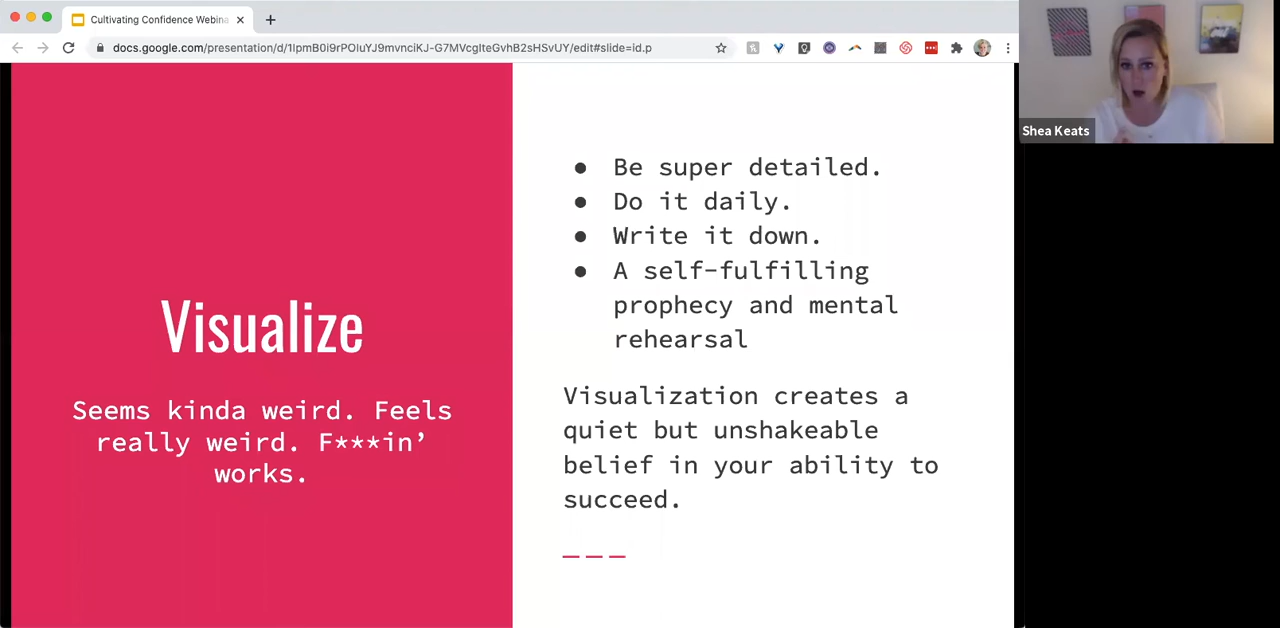 Cultivating Confidence Webina
docs.google.com/presentation/d/1lpmB0i9rPOluYJ9mvnciKJ-G7MVcgIteGvhB2sHSvUY/edit#slide=id.p
Shea Keats
Visualize
Seems kinda weird. Feels
really weird. F***in’
works.
● Be super detailed.
● Do it daily.
● Write it down.
● A self-fulfilling
prophecy and mental
rehearsal
Visualization creates a
quiet but unshakeable
belief in your ability to
succeed.